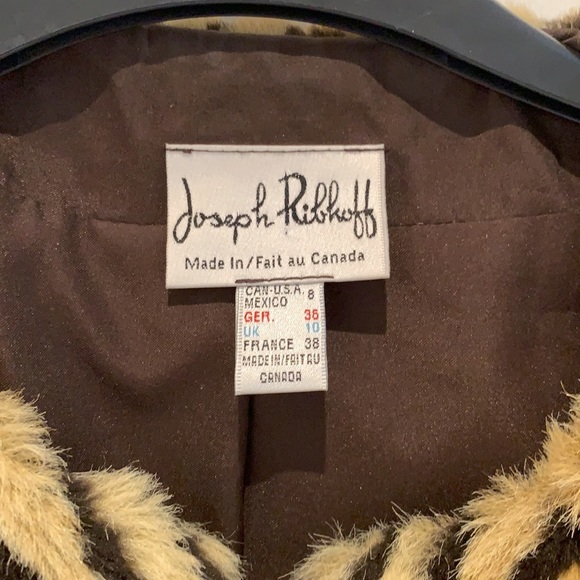 Joseph Ribkoff
Made In/Fait au Canada
CAN-U.S.A. 8
MEXICO
GER. 36
UK 10
FRANCE 38
MADE IN/FAIT AU
CANADA